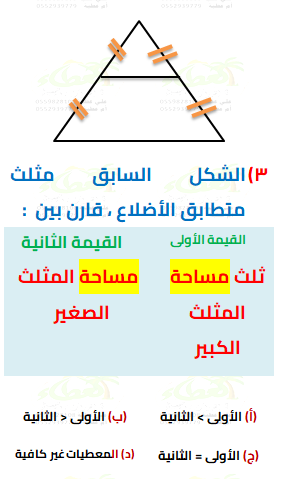 ٣) الشكل السابق مثلث
متطابق الأضلاع ، قارن بين :
القيمة الأولى
القيمة الثانية
ثلث مساحة
المثلث
الكبير
مساحة المثلث
الصغير
(أ) الأولى > الثانية
(ب) الأولى < الثانية
(ج) الأولى = الثانية
(د) المعطيات غير كافية